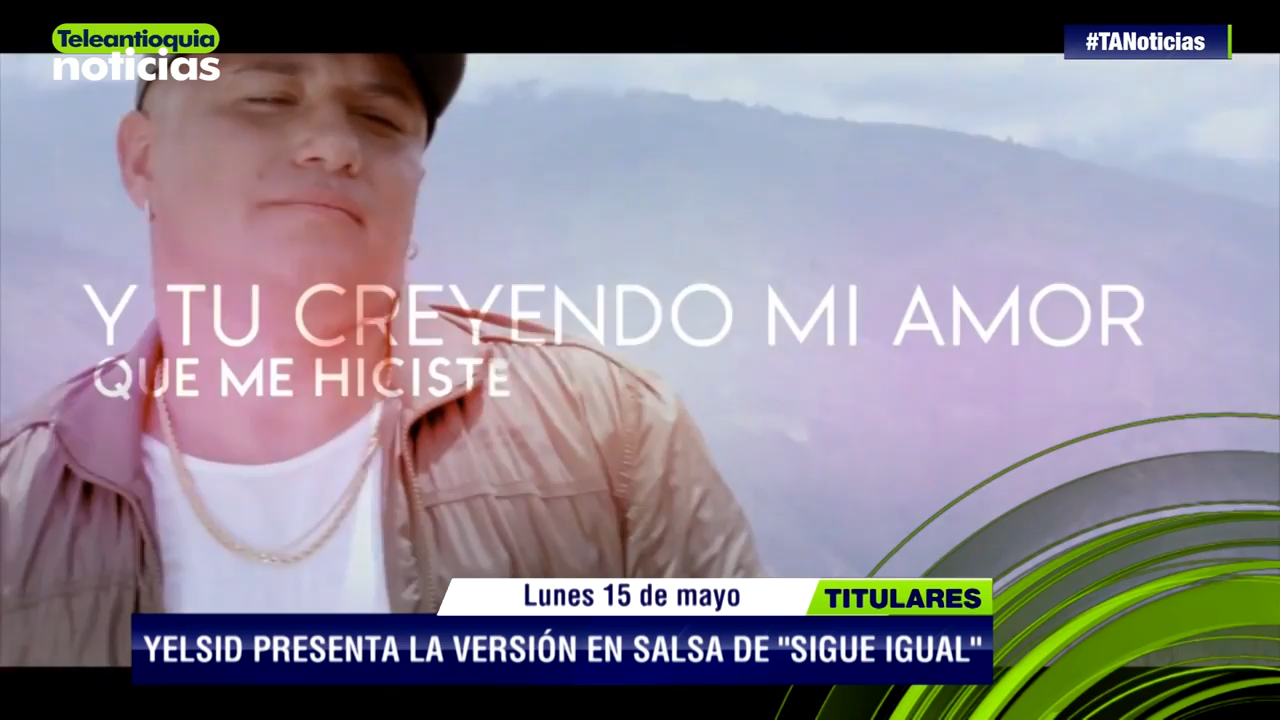 Teleantioquia
noticias
#TANoticias
Y TU CREYENDO MI AMOR
QUE ME HICISTE
Lunes 15 de mayo
TITULARES
YELSID PRESENTA LA VERSIÓN EN SALSA DE "SIGUE IGUAL"